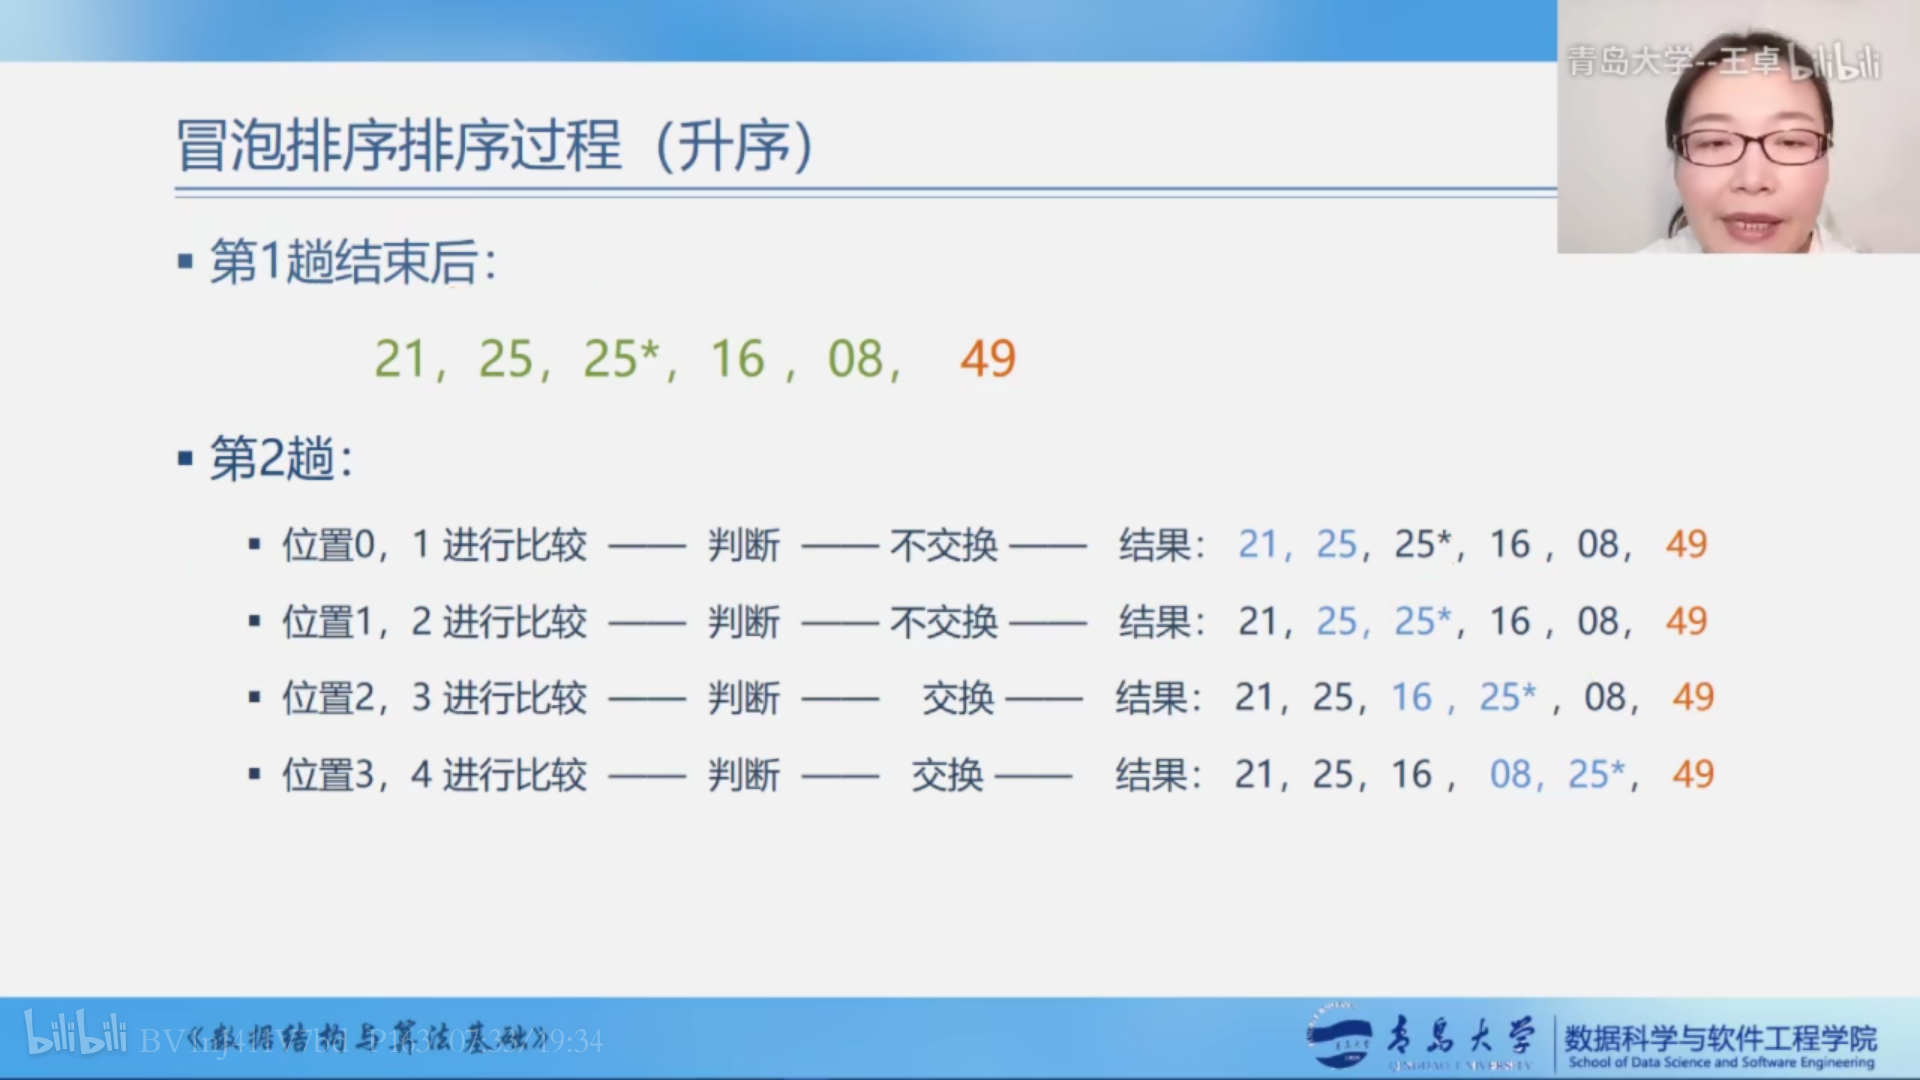 青岛大学--王卓 bilibili
冒泡排序排序过程（升序）
▪ 第1趟结束后：
21， 25， 25*， 16 ， 08， 49
▪ 第2趟：
▪ 位置0，1 进行比较 —— 判断 —— 不交换 —— 结果： 21，25，25*，16 ，08， 49
▪ 位置1，2 进行比较 —— 判断 —— 不交换 —— 结果： 21，25，25*，16 ，08， 49
▪ 位置2，3 进行比较 —— 判断 —— 交换 —— 结果： 21，25，16 ，25* ，08， 49
▪ 位置3，4 进行比较 —— 判断 —— 交换 —— 结果： 21，25，16 ， 08，25*， 49
bilibili
《数据结构与算法基础》
19:34
青岛大学
QINGDAO UNIVERSITY
数据科学与软件工程学院
School of Data Science and Software Engineering